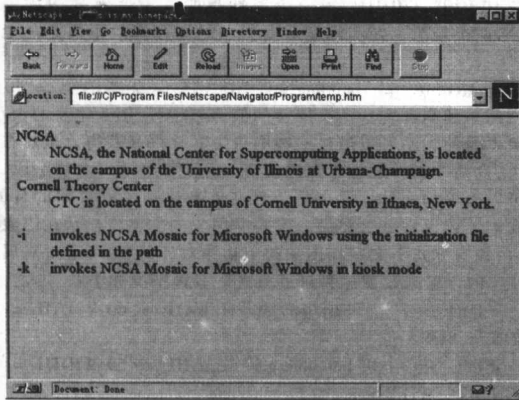 Netscape - [ is my homepage
File Edit View Go Bookmarks Options Directory Window Help
Back Forward Home Edit Reload Images Open Print Find Stop
Location: file:///C|/Program Files/Netscape/Navigator/Program/temp.htm
N
NCSA
NCSA, the National Center for Supercomputing Applications, is located
on the campus of the University of Illinois at Urbana-Champaign.
Cornell Theory Center
CTC is located on the campus of Cornell University in Ithaca, New York.
-i invokes NCSA Mosaic for Microsoft Windows using the initialization file
defined in the path
-k invokes NCSA Mosaic for Microsoft Windows in kiosk mode
Document: Done